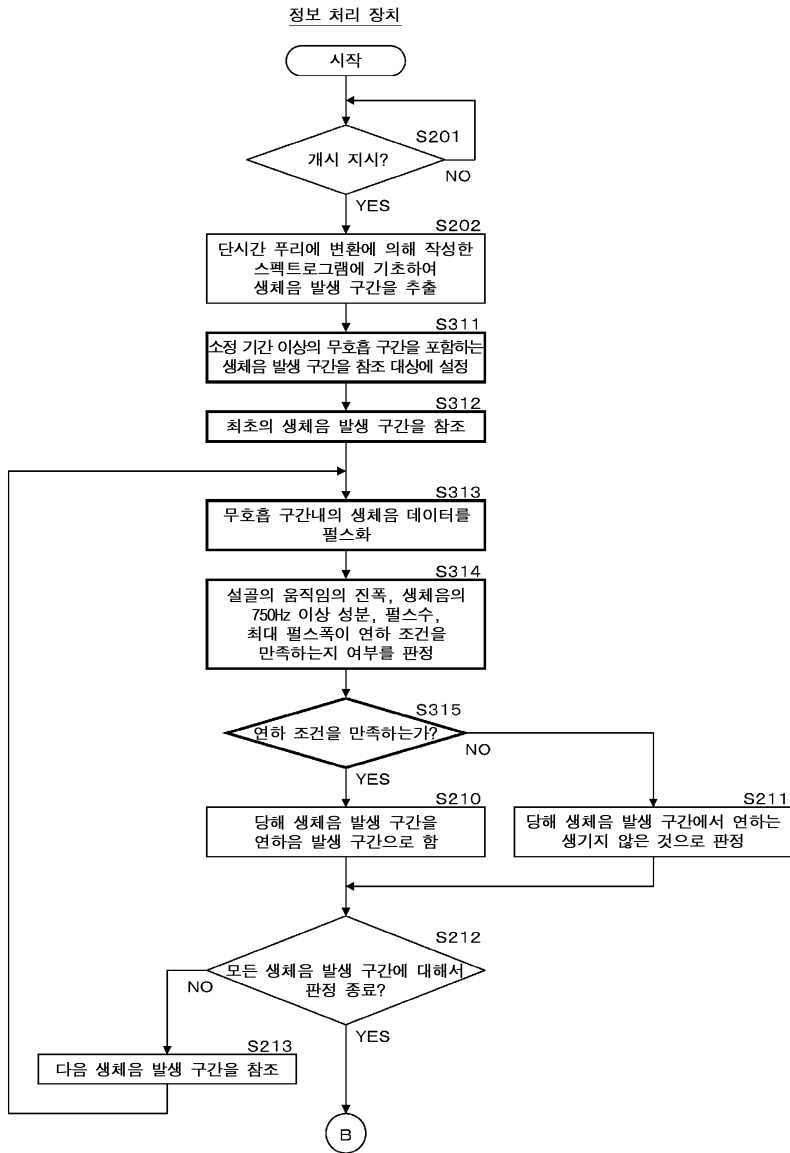 정보 처리 장치
시작
S201
개시 지시?
NO
YES
S202
단시간 푸리에 변환에 의해 작성한
스펙트로그램에 기초하여
생체음 발생 구간을 추출
S311
소정 기간 이상의 무호흡 구간을 포함하는
생체음 발생 구간을 참조 대상에 설정
S312
최초의 생체음 발생 구간을 참조
S313
무호흡 구간내의 생체음 데이터를
펄스화
S314
설골의 움직임의 진폭, 생체음의
750Hz 이상 성분, 펄스수,
최대 펄스폭이 연하 조건을
만족하는지 여부를 판정
S315
연하 조건을 만족하는가?
NO
YES
S210
당해 생체음 발생 구간을
연하음 발생 구간으로 함
S211
당해 생체음 발생 구간에서 연하는
생기지 않은 것으로 판정
S212
모든 생체음 발생 구간에 대해서
판정 종료?
NO
YES
S213
다음 생체음 발생 구간을 참조
B